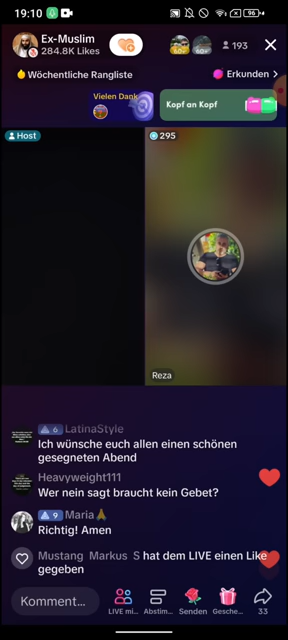 19:10
96
Ex-Muslim
284.8K Likes
193
Wöchentliche Rangliste
Erkunden
Vielen Dank
Kopf an Kopf
Host
295
Reza
6 LatinaStyle
Ich wünsche euch allen einen schönen
gesegneten Abend
Heavyweight111
Wer nein sagt braucht kein Gebet?
9 Maria
Richtig! Amen
Mustang Markus S hat dem LIVE einen Like
gegeben
Komment...
LIVE mi...
Abstim...
Senden
Gesche...
33